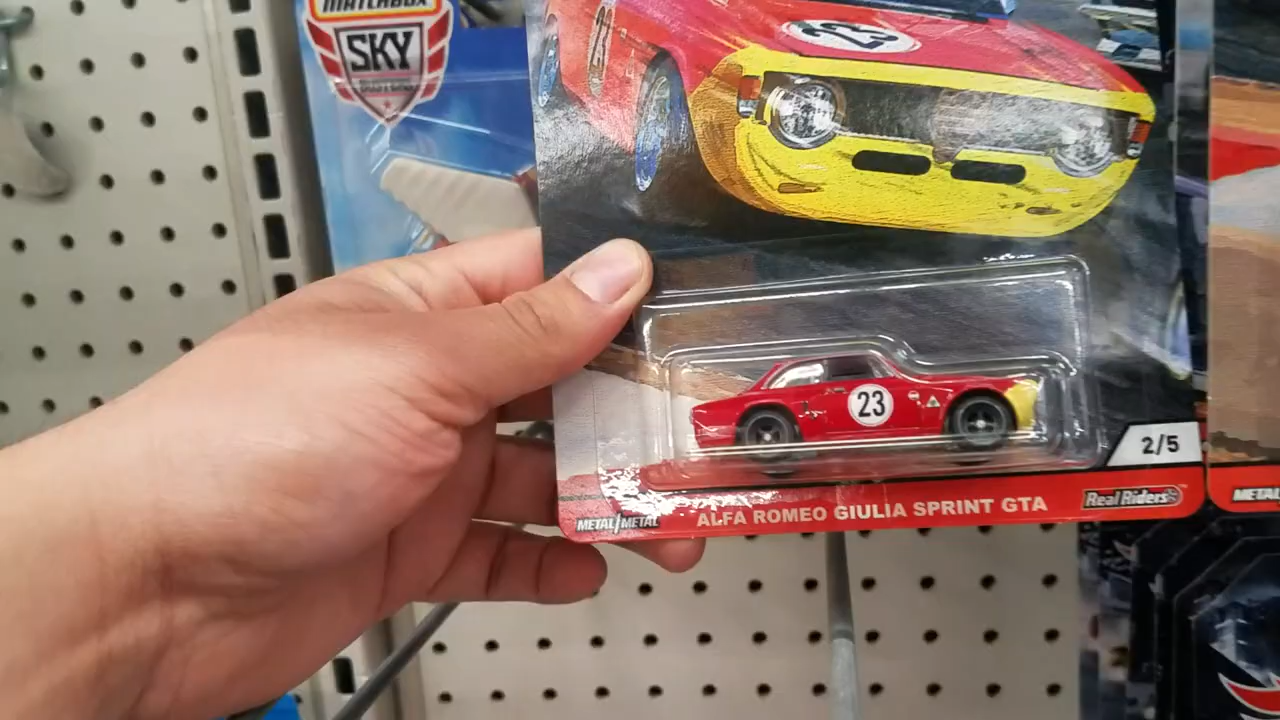 MATCHBOX
SKY
23
23
23
2/5
METAL/METAL
ALFA ROMEO GIULIA SPRINT GTA
Real Riders
METAL